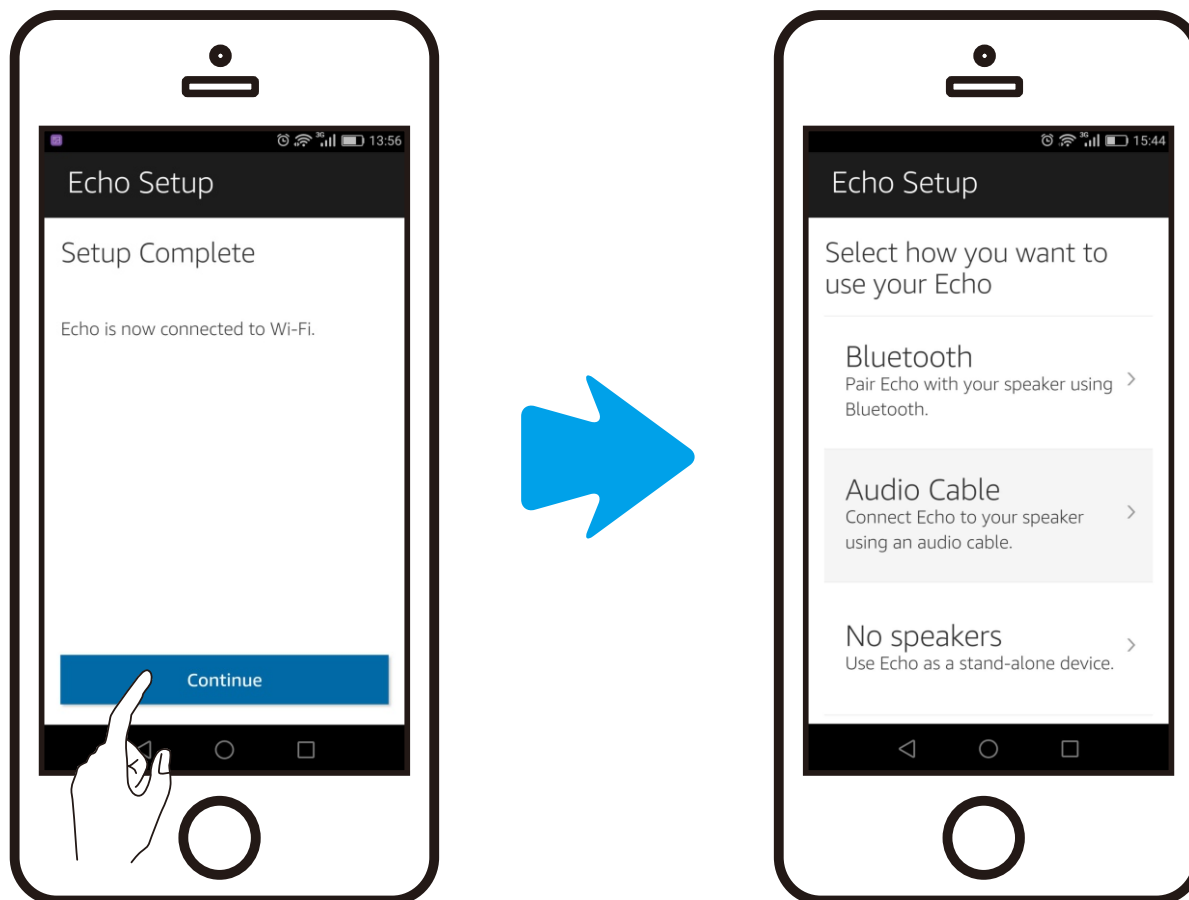 3G 13:56
Echo Setup
Setup Complete
Echo is now connected to Wi-Fi.
Continue
3G 15:44
Echo Setup
Select how you want to
use your Echo
Bluetooth
Pair Echo with your speaker using
Bluetooth.
Audio Cable
Connect Echo to your speaker
using an audio cable.
No speakers
Use Echo as a stand-alone device.